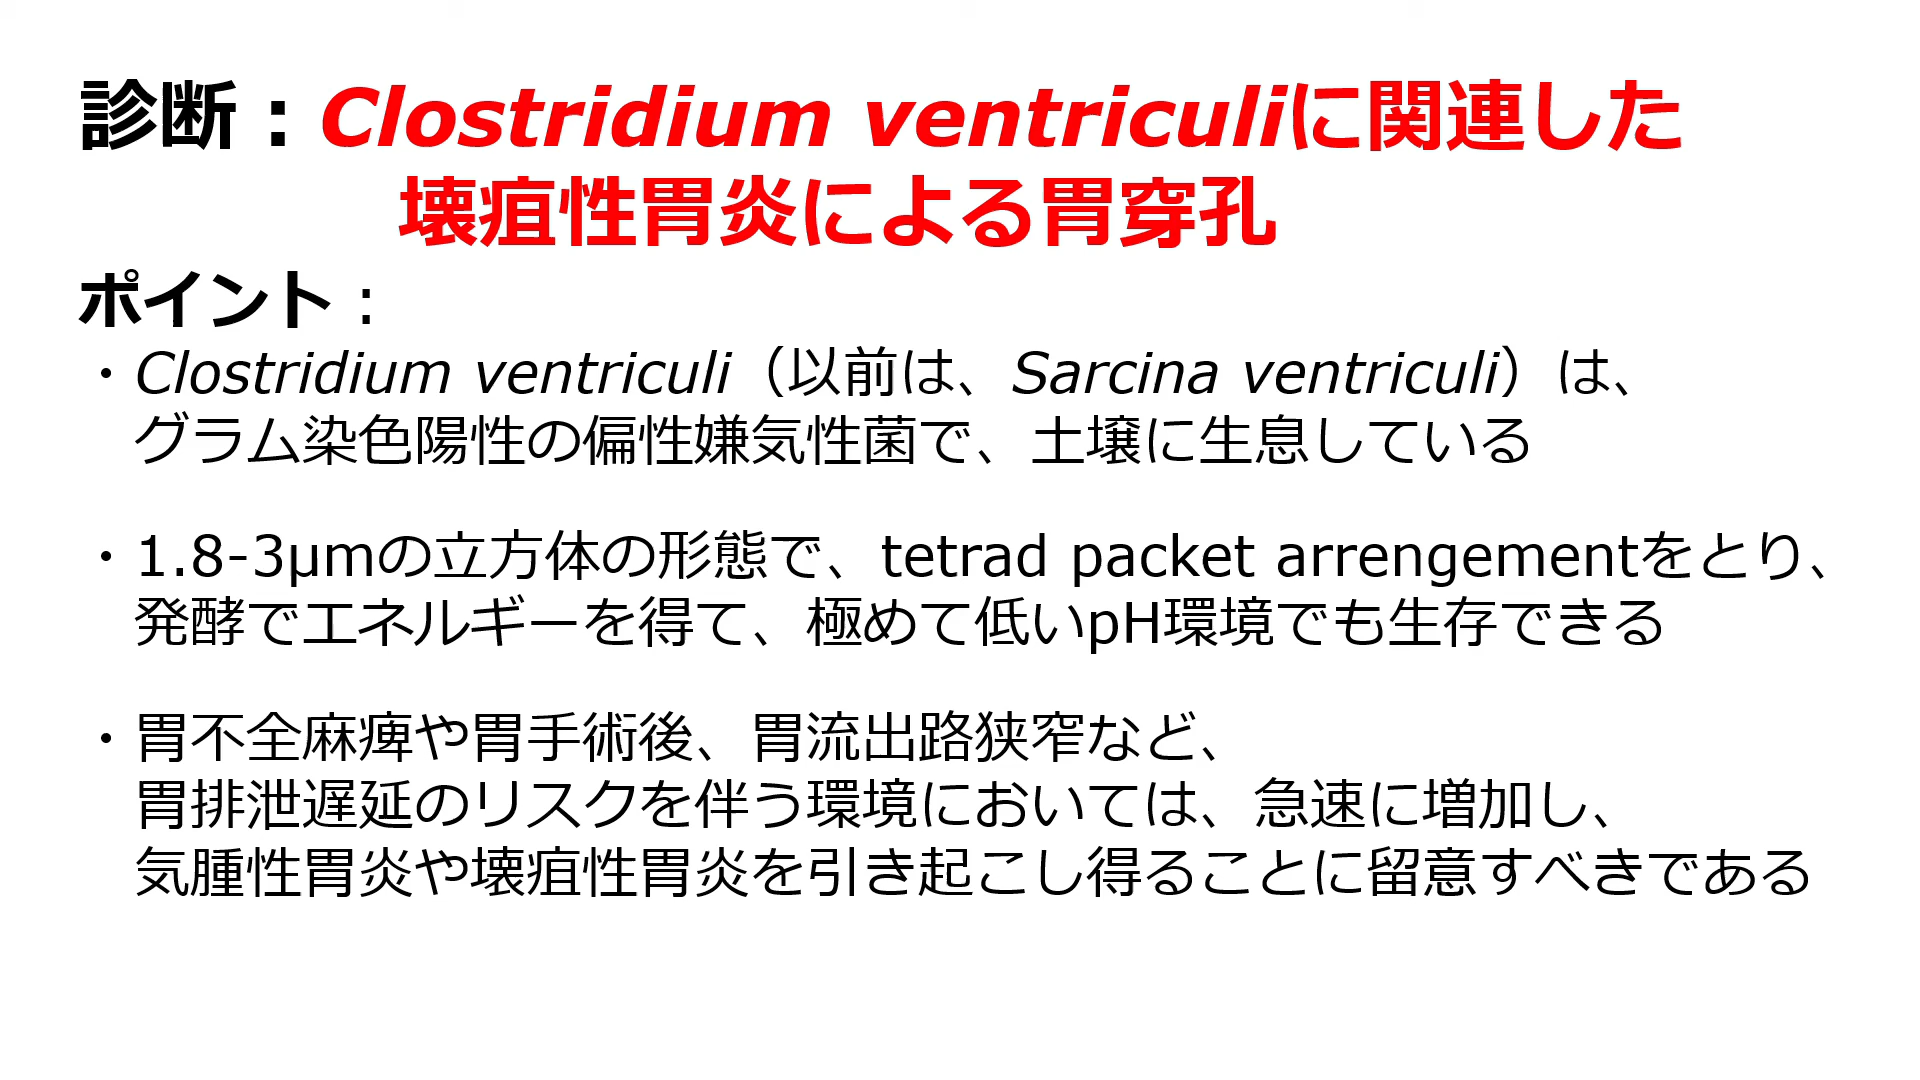 診断：Clostridium ventriculiに関連した
壊疽性胃炎による胃穿孔
ポイント：
・Clostridium ventriculi（以前は、Sarcina ventriculi）は、
グラム染色陽性の偏性嫌気性菌で、土壌に生息している
・1.8-3μmの立方体の形態で、tetrad packet arrengementをとり、
発酵でエネルギーを得て、極めて低いpH環境でも生存できる
・胃不全麻痺や胃手術後、胃流出路狭窄など、
胃排泄遅延のリスクを伴う環境においては、急速に増加し、
気腫性胃炎や壊疽性胃炎を引き起こし得ることに留意すべきである